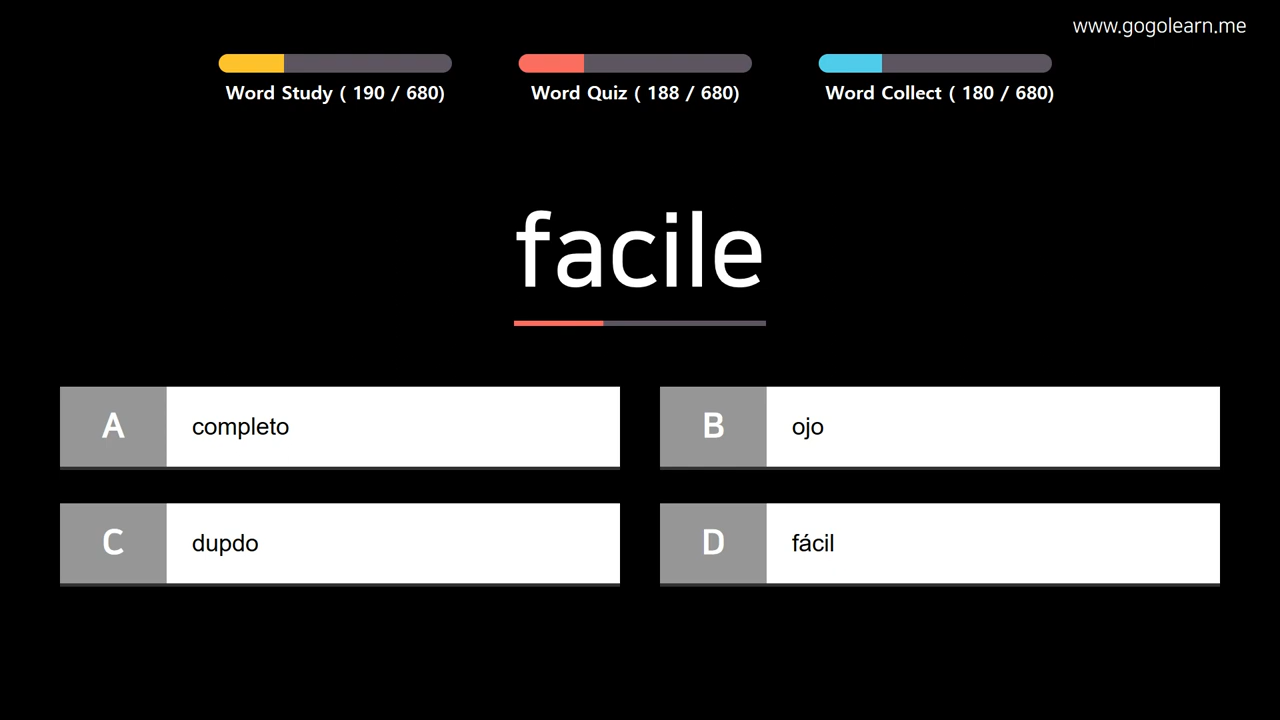 www.gogolearn.me
Word Study ( 190 / 680)
Word Quiz ( 188 / 680)
Word Collect ( 180 / 680)
facile
A completo
B ojo
C dupdo
D fácil